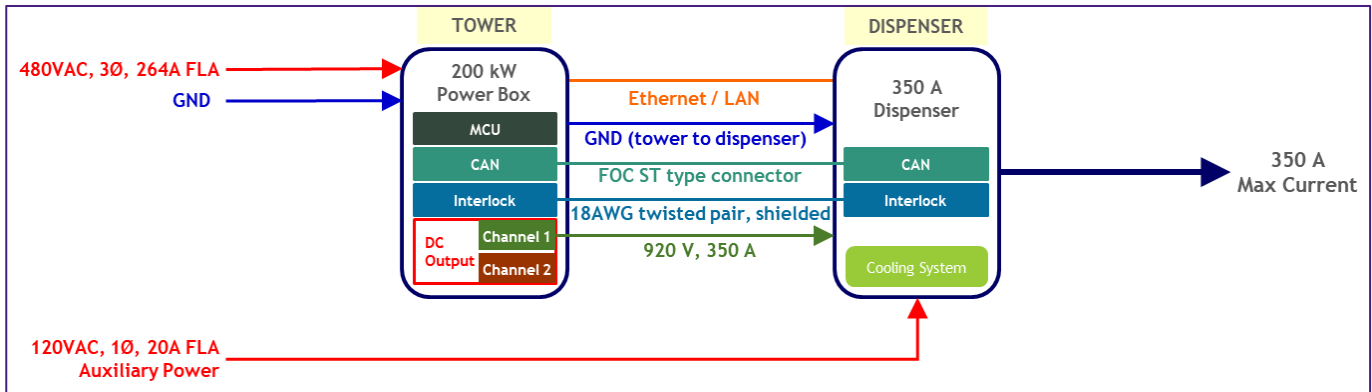 TOWER
DISPENSER
480VAC, 3Ø, 264A FLA
GND
200 kW
Power Box
MCU
CAN
Interlock
DC
Output
Channel 1
Channel 2
Ethernet / LAN
GND (tower to dispenser)
FOC ST type connector
18AWG twisted pair, shielded
920 V, 350 A
350 A
Dispenser
CAN
Interlock
Cooling System
350 A
Max Current
120VAC, 1Ø, 20A FLA
Auxiliary Power